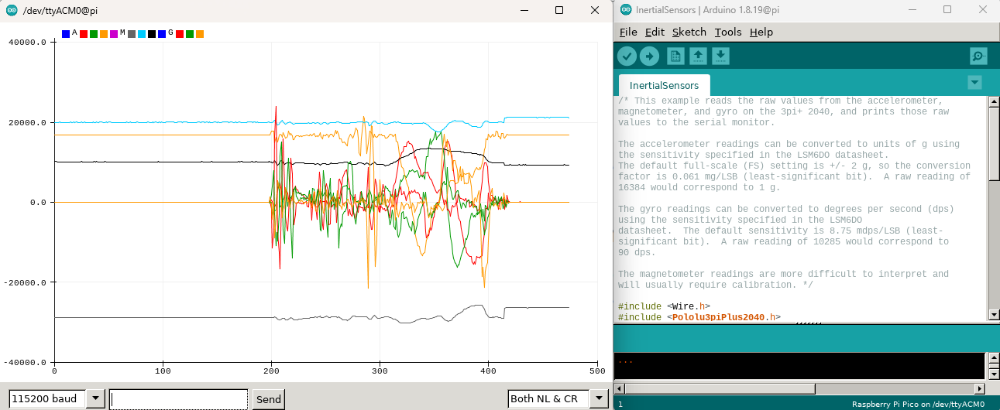 /dev/ttyACM0@pi
A M G
40000.0
20000.0
0.0
-20000.0
-40000.0
0 100 200 300 400 500
115200 baud
Send
Both NL & CR
InertialSensors | Arduino 1.8.19@pi
File Edit Sketch Tools Help
InertialSensors
/* This example reads the raw values from the accelerometer,
magnetometer, and gyro on the 3pi+ 2040, and prints those raw
values to the serial monitor.
The accelerometer readings can be converted to units of g using
the sensitivity specified in the LSM6DO datasheet.
The default full-scale (FS) setting is +/- 2 g, so the conversion
factor is 0.061 mg/LSB (least-significant bit).  A raw reading of
16384 would correspond to 1 g.
The gyro readings can be converted to degrees per second (dps)
using the sensitivity specified in the LSM6DO
datasheet.  The default sensitivity is 8.75 mdps/LSB (least-
significant bit).  A raw reading of 10285 would correspond to
90 dps.
The magnetometer readings are more difficult to interpret and
will usually require calibration. */
#include <Wire.h>
#include <Pololu3piPlus2040.h>
...
1
Raspberry Pi Pico on /dev/ttyACM0